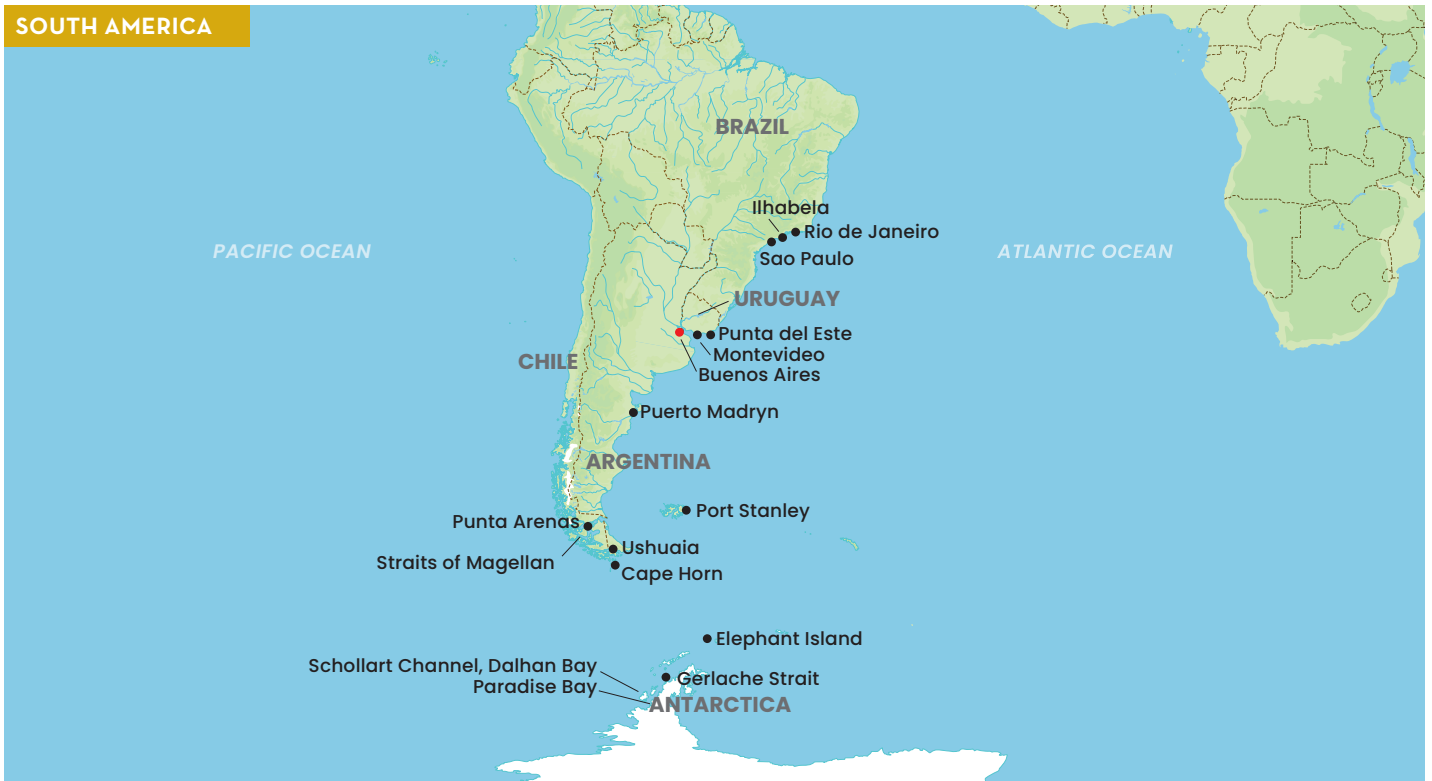 SOUTH AMERICA
BRAZIL
Ilhabela
Rio de Janeiro
PACIFIC OCEAN
ATLANTIC OCEAN
Sao Paulo
URUGUAY
Punta del Este
Montevideo
CHILE
Buenos Aires
Puerto Madryn
ARGENTINA
Port Stanley
Punta Arenas
Ushuaia
Straits of Magellan
Cape Horn
Elephant Island
Schollart Channel, Dalhan Bay
Gerlache Strait
Paradise Bay
ANTARCTICA